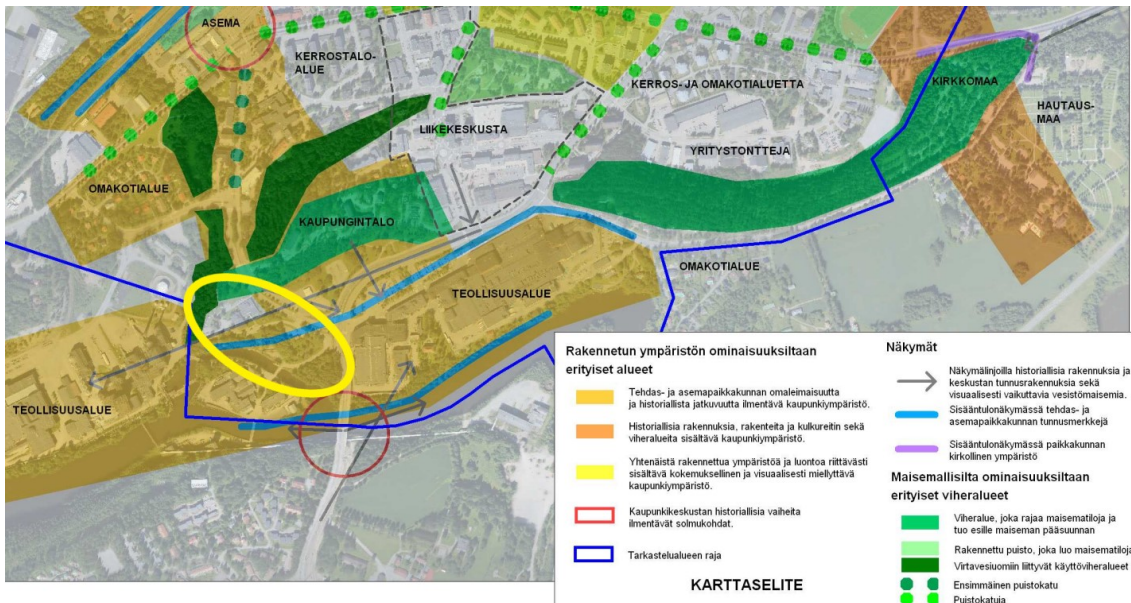 ASEMA
KERROSTALO-
ALUE
KERROS- JA OMAKOTIALUETTA
KIRKKOMAA
HAUTAUS-
MAA
LIIKEKESKUSTA
YRITYSTONTTEJA
OMAKOTIALUE
KAUPUNGINTALO
OMAKOTIALUE
TEOLLISUUSALUE
TEOLLISUUSALUE
Rakennetun ympäristön ominaisuuksiltaan
erityiset alueet
Tehdas- ja asemapaikkakunnan omaleimaisuutta
ja historiallista jatkuvuutta ilmentävä kaupunkiympäristö.
Historiallisia rakennuksia, rakenteita ja kulkureitin sekä
viheralueita sisältävä kaupunkiympäristö.
Yhtenäistä rakennettua ympäristöä ja luontoa riittävästi
sisältävä kokemuksellinen ja visuaalisesti miellyttävä
kaupunkiympäristö.
Kaupunkikeskustan historiallisia vaiheita
ilmentävät solmukohdat.
Tarkastelualueen raja
KARTTASELITE
Näkymät
Näkymälinjoilla historiallisia rakennuksia ja
keskustan tunnusrakennuksia sekä
visuaalisesti vaikuttavia vesistömaisemia.
Sisääntulonäkymässä tehdas- ja
asemapaikkakunnan tunnusmerkkejä
Sisääntulonäkymässä paikkakunnan
kirkollinen ympäristö
Maisemallisilta ominaisuuksiltaan
erityiset viheralueet
Viheralue, joka rajaa maisematiloja ja
tuo esille maiseman pääsuunnan
Rakennettu puisto, joka luo maisematiloja
Virtavesiuomiin liittyvät käyttöviheralueet
Ensimmäinen puistokatu
Puistokatuja